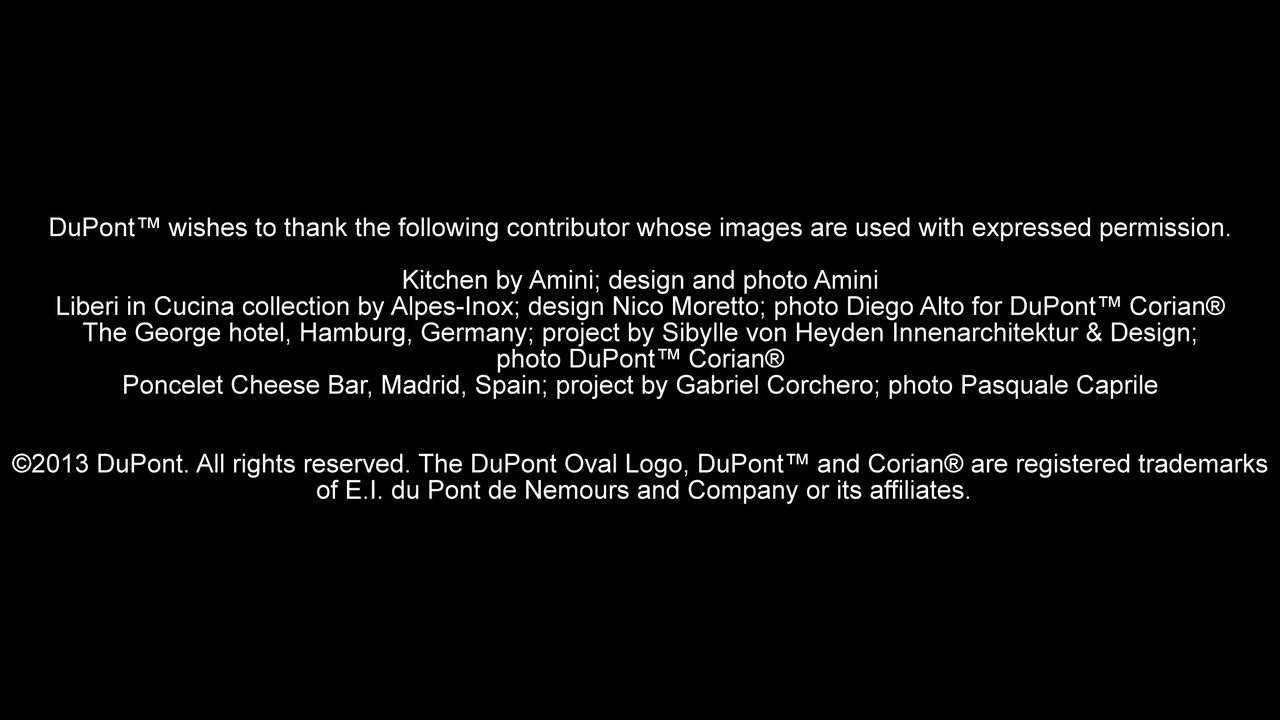 DuPont™ wishes to thank the following contributor whose images are used with expressed permission.
Kitchen by Amini; design and photo Amini
Liberi in Cucina collection by Alpes-Inox; design Nico Moretto; photo Diego Alto for DuPont™ Corian®
The George hotel, Hamburg, Germany; project by Sibylle von Heyden Innenarchitektur & Design;
photo DuPont™ Corian®
Poncelet Cheese Bar, Madrid, Spain; project by Gabriel Corchero; photo Pasquale Caprile
©2013 DuPont. All rights reserved. The DuPont Oval Logo, DuPont™ and Corian® are registered trademarks
of E.I. du Pont de Nemours and Company or its affiliates.